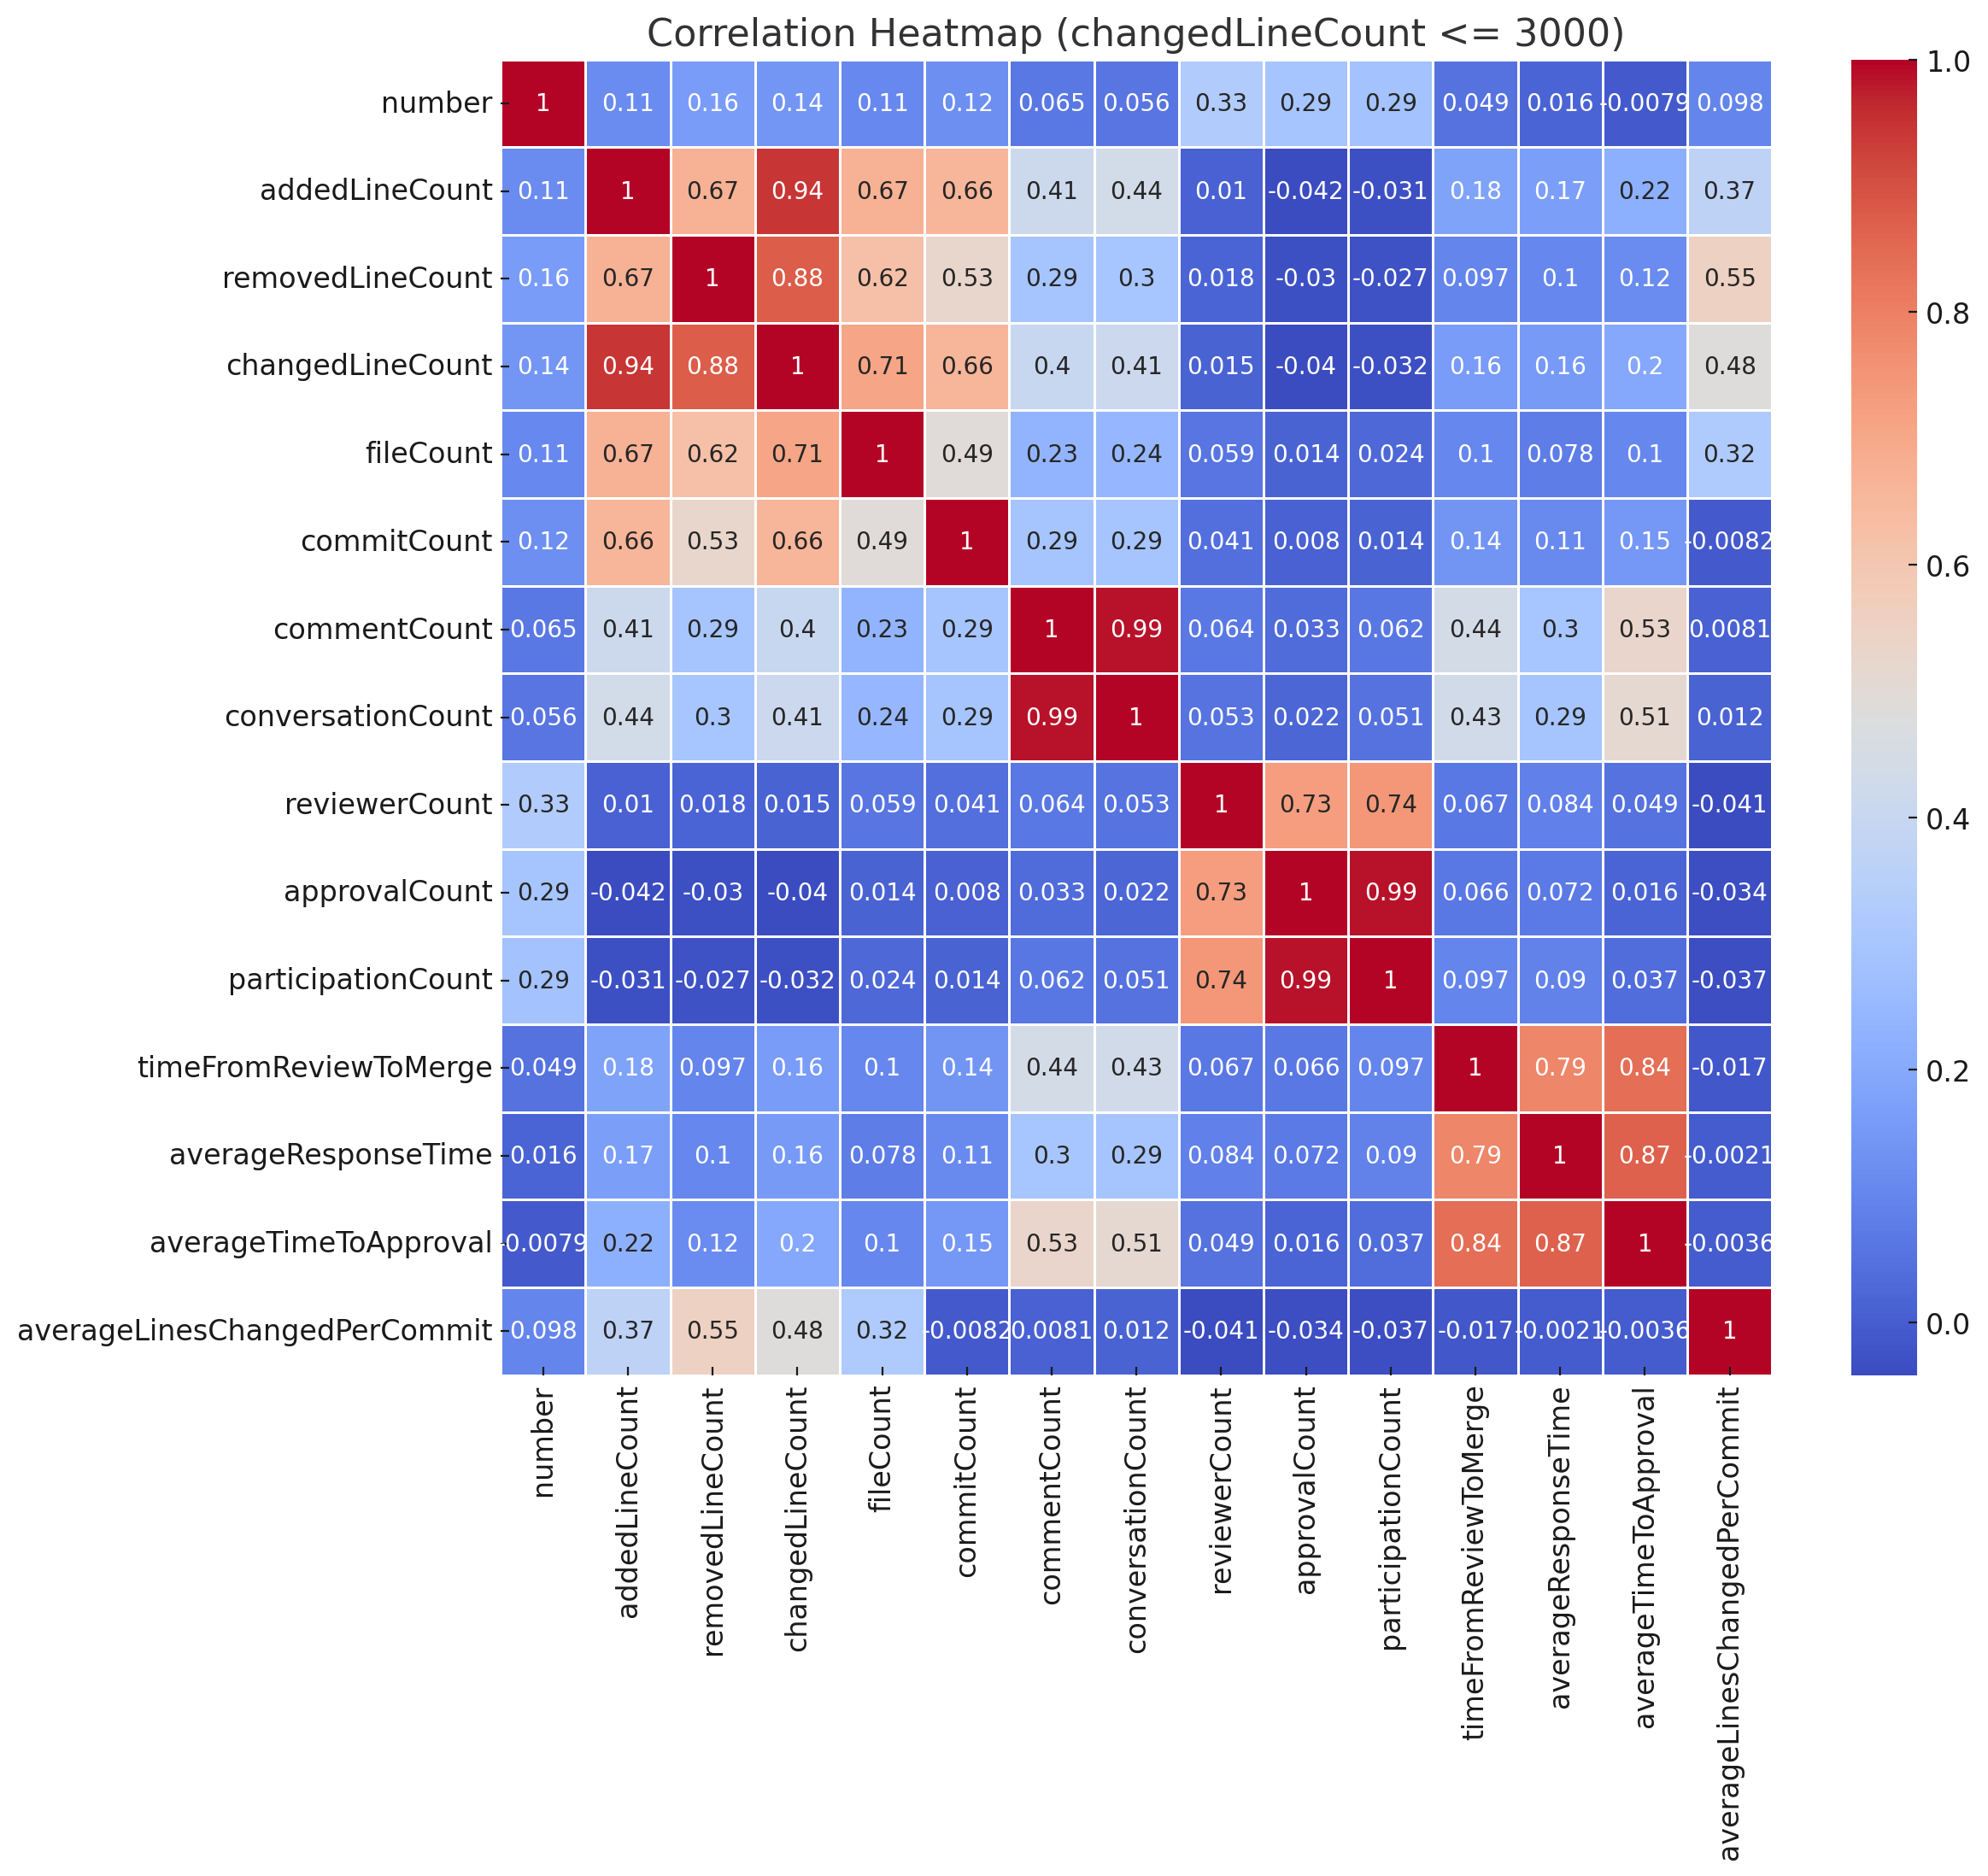 Correlation Heatmap (changedLineCount <= 3000)
number 1 0.11 0.16 0.14 0.11 0.12 0.065 0.056 0.33 0.29 0.29 0.049 0.016 -0.0079 0.098
addedLineCount 0.11 1 0.67 0.94 0.67 0.66 0.41 0.44 0.01 -0.042 -0.031 0.18 0.17 0.22 0.37
removedLineCount 0.16 0.67 1 0.88 0.62 0.53 0.29 0.3 0.018 -0.03 -0.027 0.097 0.1 0.12 0.55
changedLineCount 0.14 0.94 0.88 1 0.71 0.66 0.4 0.41 0.015 -0.04 -0.032 0.16 0.16 0.2 0.48
fileCount 0.11 0.67 0.62 0.71 1 0.49 0.23 0.24 0.059 0.014 0.024 0.1 0.078 0.1 0.32
commitCount 0.12 0.66 0.53 0.66 0.49 1 0.29 0.29 0.041 0.008 0.014 0.14 0.11 0.15 -0.0082
commentCount 0.065 0.41 0.29 0.4 0.23 0.29 1 0.99 0.064 0.033 0.062 0.44 0.3 0.53 0.0081
conversationCount 0.056 0.44 0.3 0.41 0.24 0.29 0.99 1 0.053 0.022 0.051 0.43 0.29 0.51 0.012
reviewerCount 0.33 0.01 0.018 0.015 0.059 0.041 0.064 0.053 1 0.73 0.74 0.067 0.084 0.049 -0.041
approvalCount 0.29 -0.042 -0.03 -0.04 0.014 0.008 0.033 0.022 0.73 1 0.99 0.066 0.072 0.016 -0.034
participationCount 0.29 -0.031 -0.027 -0.032 0.024 0.014 0.062 0.051 0.74 0.99 1 0.097 0.09 0.037 -0.037
timeFromReviewToMerge 0.049 0.18 0.097 0.16 0.1 0.14 0.44 0.43 0.067 0.066 0.097 1 0.79 0.84 -0.017
averageResponseTime 0.016 0.17 0.1 0.16 0.078 0.11 0.3 0.29 0.084 0.072 0.09 0.79 1 0.87 -0.0021
averageTimeToApproval -0.0079 0.22 0.12 0.2 0.1 0.15 0.53 0.51 0.049 0.016 0.037 0.84 0.87 1 -0.0036
averageLinesChangedPerCommit 0.098 0.37 0.55 0.48 0.32 -0.0082 0.0081 0.012 -0.041 -0.034 -0.037 -0.017 -0.0021 -0.0036 1
number
addedLineCount
removedLineCount
changedLineCount
fileCount
commitCount
commentCount
conversationCount
reviewerCount
approvalCount
participationCount
timeFromReviewToMerge
averageResponseTime
averageTimeToApproval
averageLinesChangedPerCommit
1.0
0.8
0.6
0.4
0.2
0.0